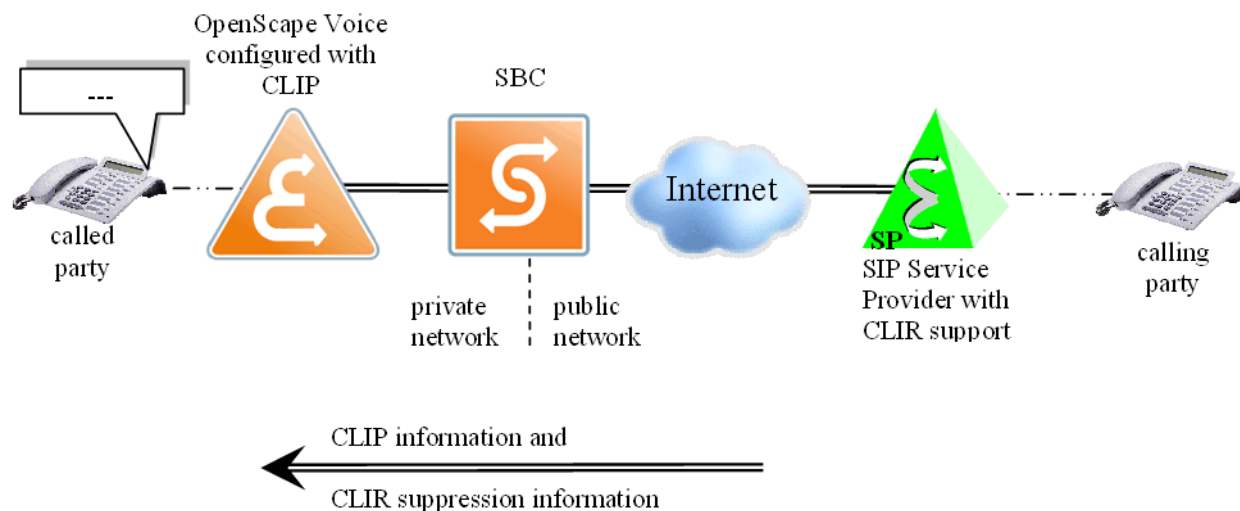 OpenScape Voice
configured with
CLIP
SBC
---
Internet
called
party
SP
SIP Service
Provider with
CLIR support
calling
party
private
network
public
network
CLIP information and
CLIR suppression information